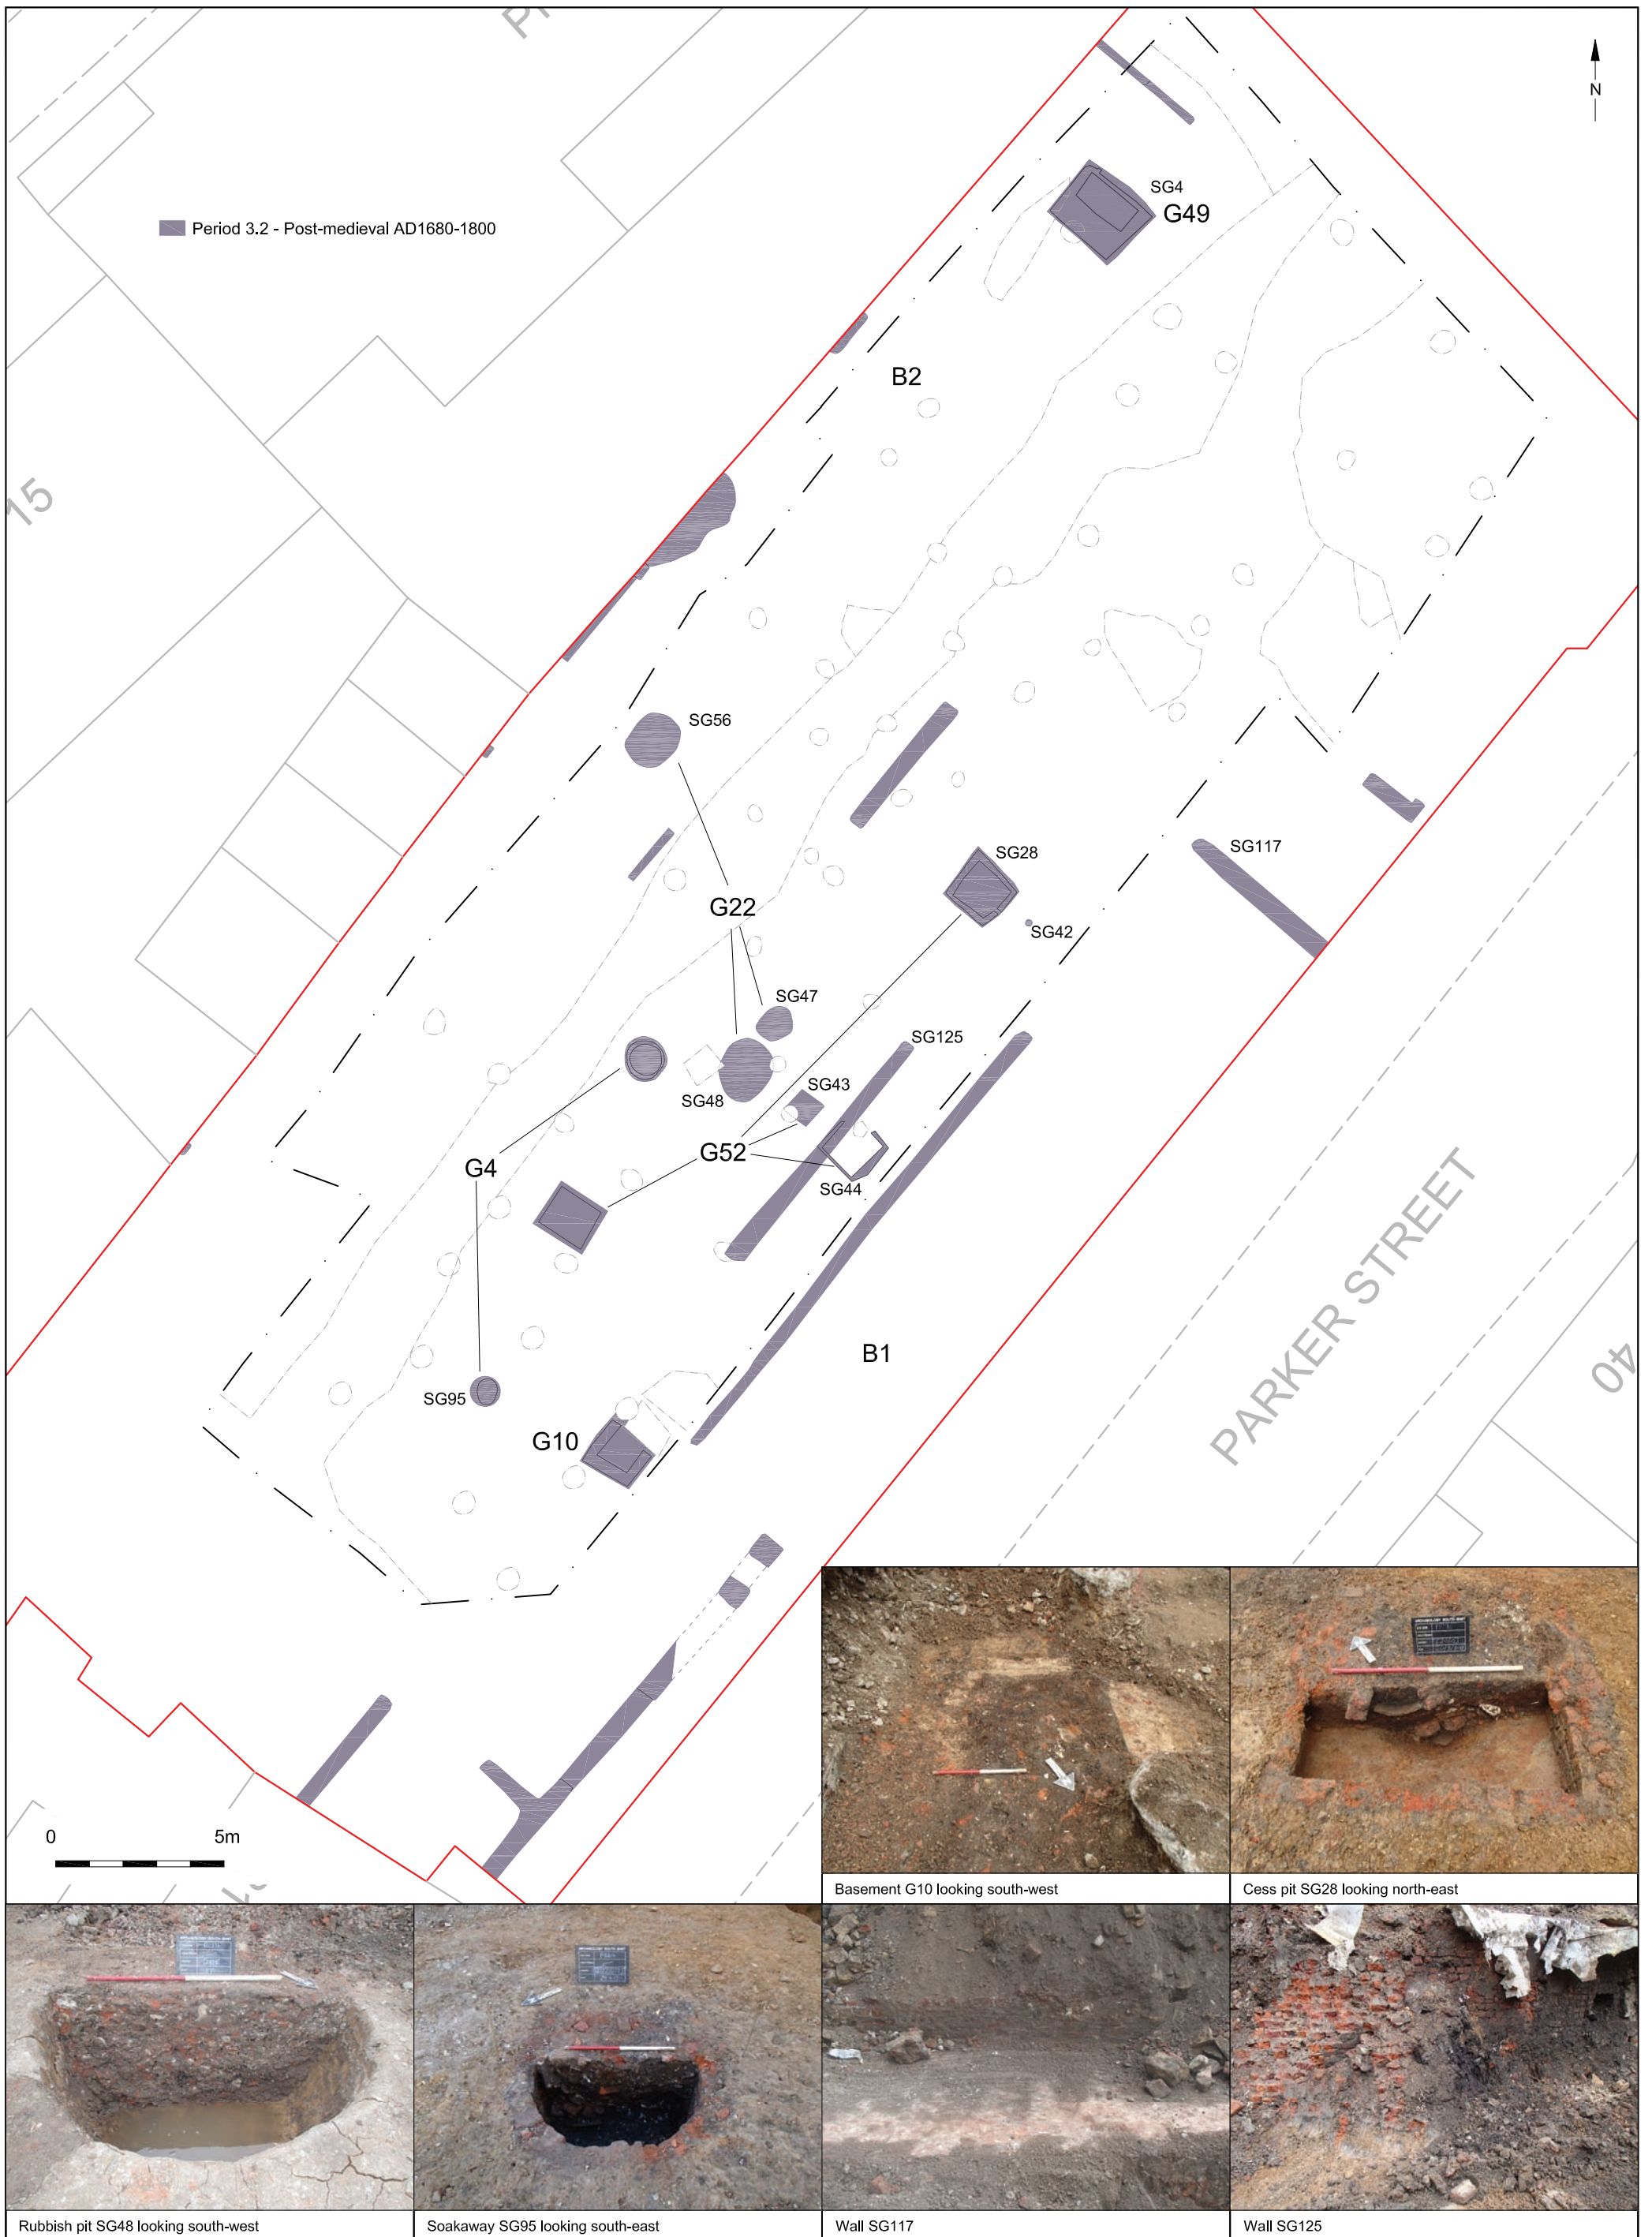 N
15
Period 3.2 - Post-medieval AD1680-1800
SG4
G49
B2
SG56
SG28
SG117
G22
SG42
SG47
SG125
SG43
SG48
G52
G4
SG44
B1
PARKER STREET
40
SG95
G10
0 5m
Basement G10 looking south-west
Cess pit SG28 looking north-east
Rubbish pit SG48 looking south-west
Soakaway SG95 looking south-east
Wall SG117
Wall SG125